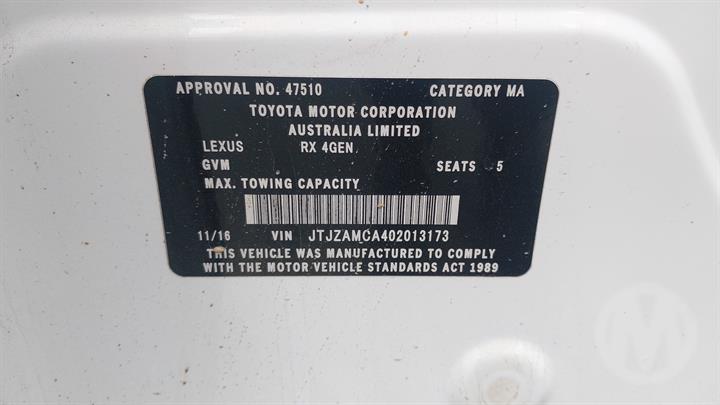 APPROVAL NO. 47510 CATEGORY MA
TOYOTA MOTOR CORPORATION
AUSTRALIA LIMITED
LEXUS RX 4GEN
GVM SEATS 5
MAX. TOWING CAPACITY
11/16 VIN JTJZAMCA402013173
THIS VEHICLE WAS MANUFACTURED TO COMPLY
WITH THE MOTOR VEHICLE STANDARDS ACT 1989
M